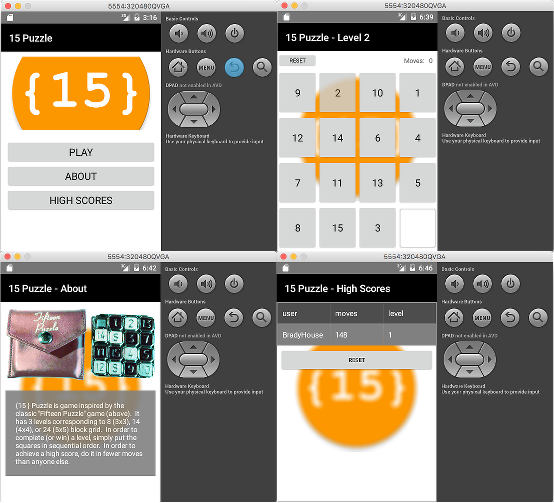 5554:320480QVGA
3:16
15 Puzzle
{15}
PLAY
ABOUT
HIGH SCORES
Basic Controls
Hardware Buttons
MENU
DPAD not enabled in AVD
Hardware Keyboard
Use your physical keyboard to provide input
5554:320480QVGA
6:39
15 Puzzle - Level 2
RESET
Moves: 0
9 2 10 1
12 14 6 4
7 11 13 5
8 15 3
Basic Controls
Hardware Buttons
MENU
DPAD not enabled in AVD
Hardware Keyboard
Use your physical keyboard to provide input
5554:320480QVGA
6:42
15 Puzzle - About
Fifteen
Puzzle
{15} Puzzle is game inspired by the
classic "Fifteen Puzzle" game (above). It
has 3 levels corresponding to 8 (3x3), 14
(4x4), or 24 (5x5) block grid. In order to
complete (or win) a level, simply put the
squares in sequential order. In order to
achieve a high score, do it in fewer moves
than anyone else.
Basic Controls
Hardware Buttons
MENU
DPAD not enabled in AVD
Hardware Keyboard
Use your physical keyboard to provide input
5554:320480QVGA
6:46
15 Puzzle - High Scores
user moves level
BradyHouse 148 1
RESET
{15}
Basic Controls
Hardware Buttons
MENU
DPAD not enabled in AVD
Hardware Keyboard
Use your physical keyboard to provide input